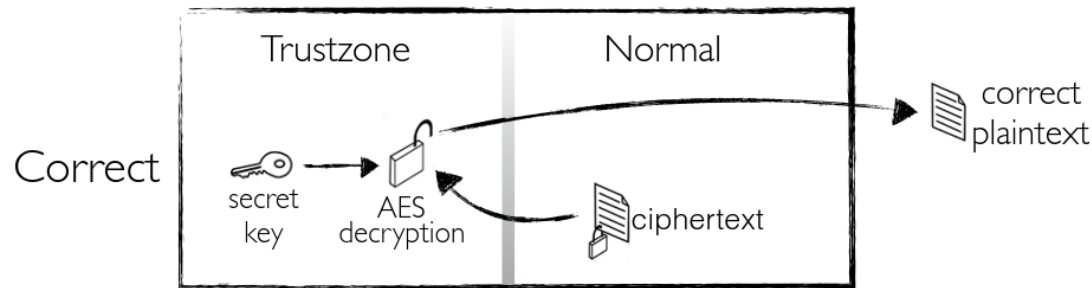 Trustzone
Normal
correct
plaintext
Correct
secret
key
AES
decryption
ciphertext